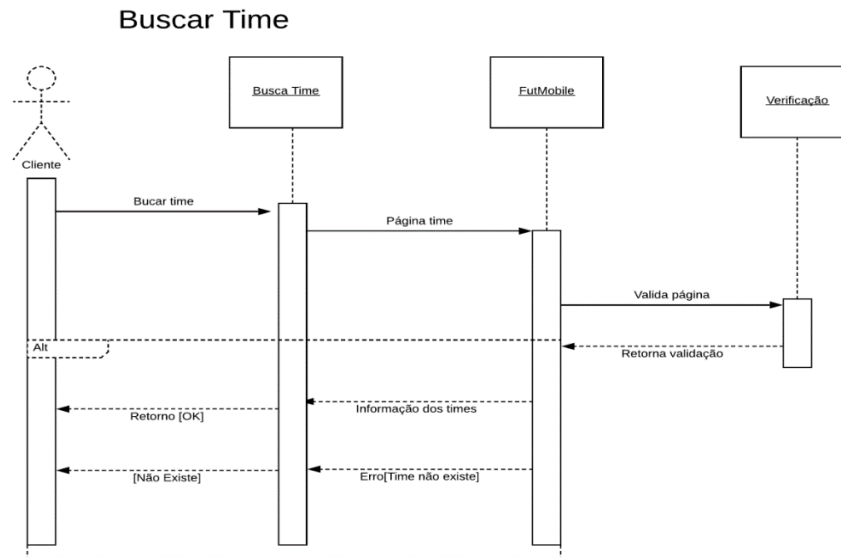 Buscar Time
Busca Time
FutMobile
Verificação
Cliente
Bucar time
Página time
Valida página
Alt
Retorna validação
Informação dos times
Retorno [OK]
Erro[Time não existe]
[Não Existe]